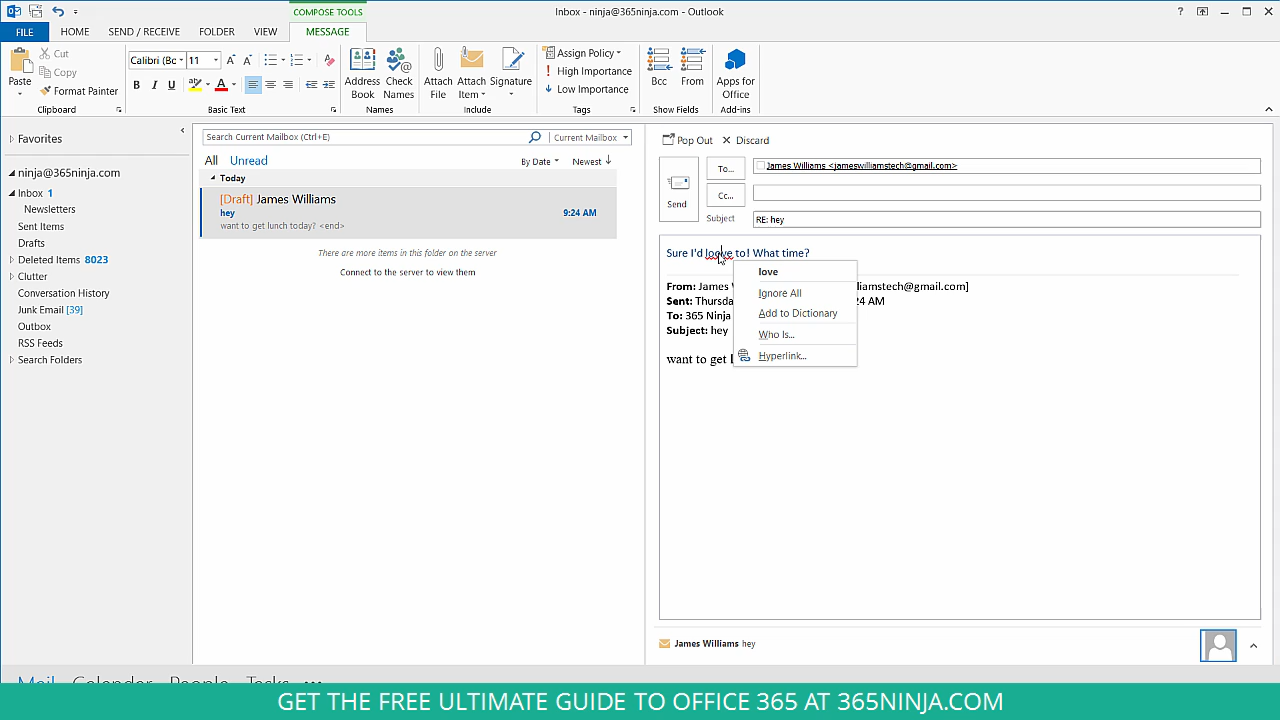 COMPOSE TOOLS
Inbox - ninja@365ninja.com - Outlook
FILE HOME SEND / RECEIVE FOLDER VIEW MESSAGE
Paste
Cut
Copy
Format Painter
Clipboard
Calibri (Bc 11
B I U A
Basic Text
Address Book
Check Names
Names
Attach File
Attach Item
Signature
Include
Assign Policy
High Importance
Low Importance
Tags
Bcc
From
Show Fields
Apps for Office
Add-ins
Favorites
ninja@365ninja.com
Inbox 1
Newsletters
Sent Items
Drafts
Deleted Items 8023
Clutter
Conversation History
Junk Email [39]
Outbox
RSS Feeds
Search Folders
Search Current Mailbox (Ctrl+E)
Current Mailbox
All Unread
By Date Newest
Today
[Draft] James Williams
hey 9:24 AM
want to get lunch today? <end>
There are more items in this folder on the server
Connect to the server to view them
Pop Out Discard
Send
To... James Williams <jameswilliamstech@gmail.com>
Cc...
Subject RE: hey
Sure I'd loove to! What time?
love
Ignore All
Add to Dictionary
Who Is...
Hyperlink...
From: James W lliamstech@gmail.com]
Sent: Thursda 24 AM
To: 365 Ninja
Subject: hey
want to get
James Williams hey
Mail Calendar People Tasks ...
GET THE FREE ULTIMATE GUIDE TO OFFICE 365 AT 365NINJA.COM